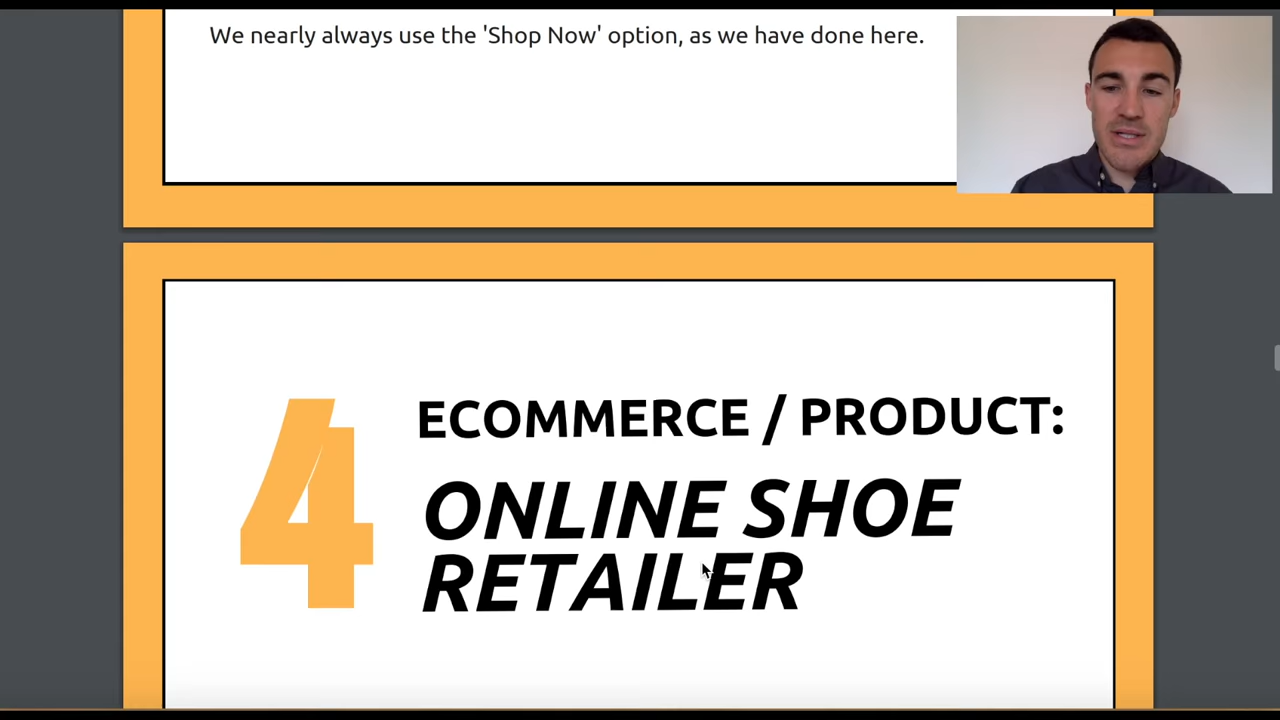 We nearly always use the 'Shop Now' option, as we have done here.
4
ECOMMERCE / PRODUCT:
ONLINE SHOE
RETAILER